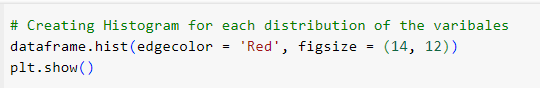 # Creating Histogram for each distribution of the varibales
dataframe.hist(edgecolor = 'Red', figsize = (14, 12))
plt.show()